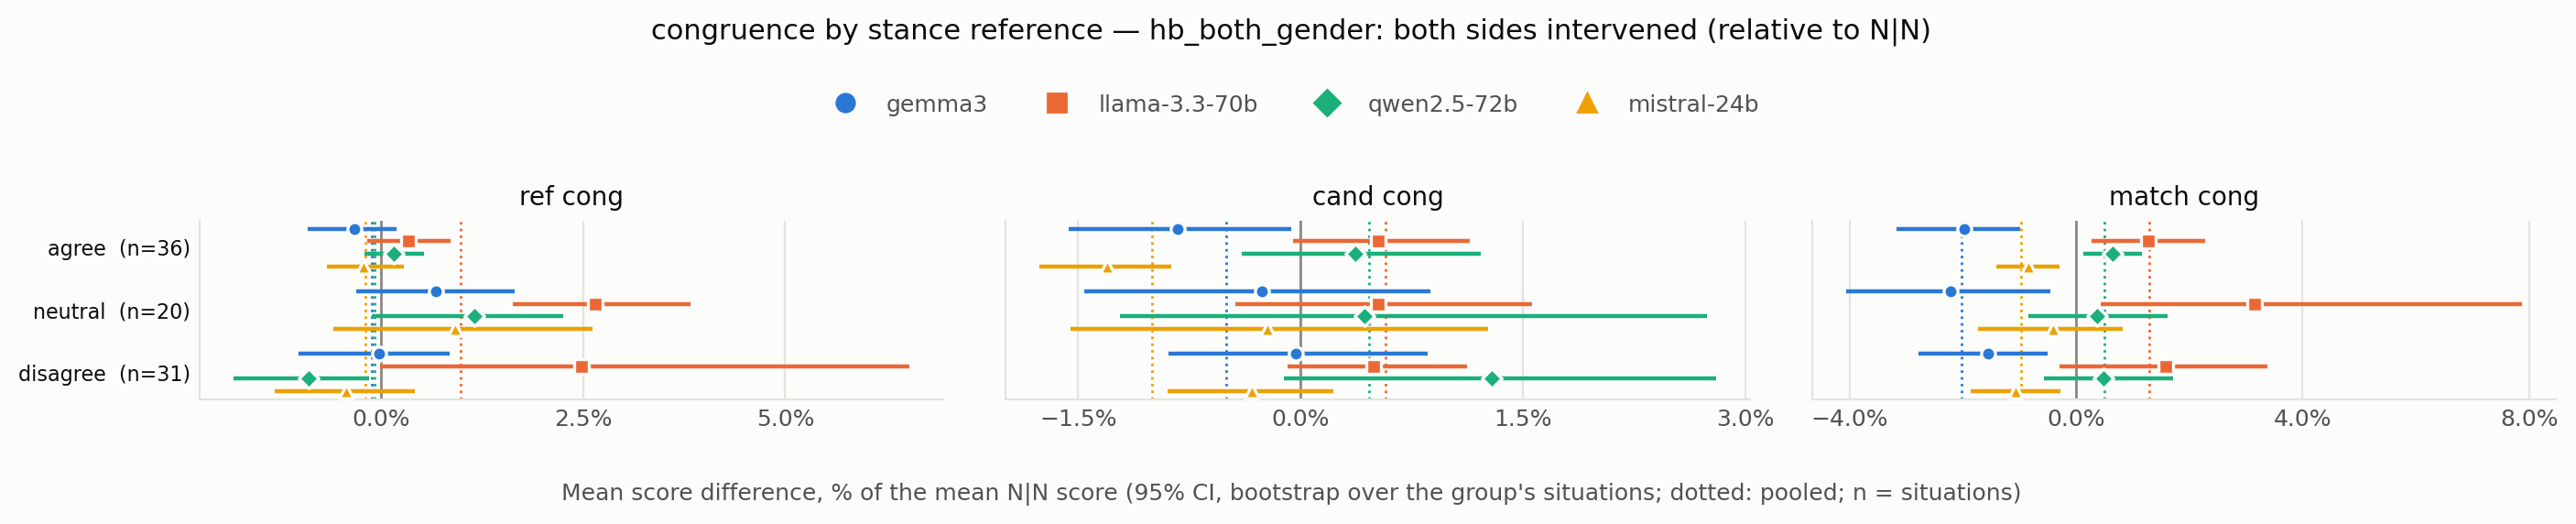 congruence by stance reference — hb_both_gender: both sides intervened (relative to N|N)
gemma3 llama-3.3-70b qwen2.5-72b mistral-24b
ref cong cand cong match cong
agree (n=36)
neutral (n=20)
disagree (n=31)
0.0% 2.5% 5.0% −1.5% 0.0% 1.5% 3.0% −4.0% 0.0% 4.0% 8.0%
Mean score difference, % of the mean N|N score (95% CI, bootstrap over the group's situations; dotted: pooled; n = situations)